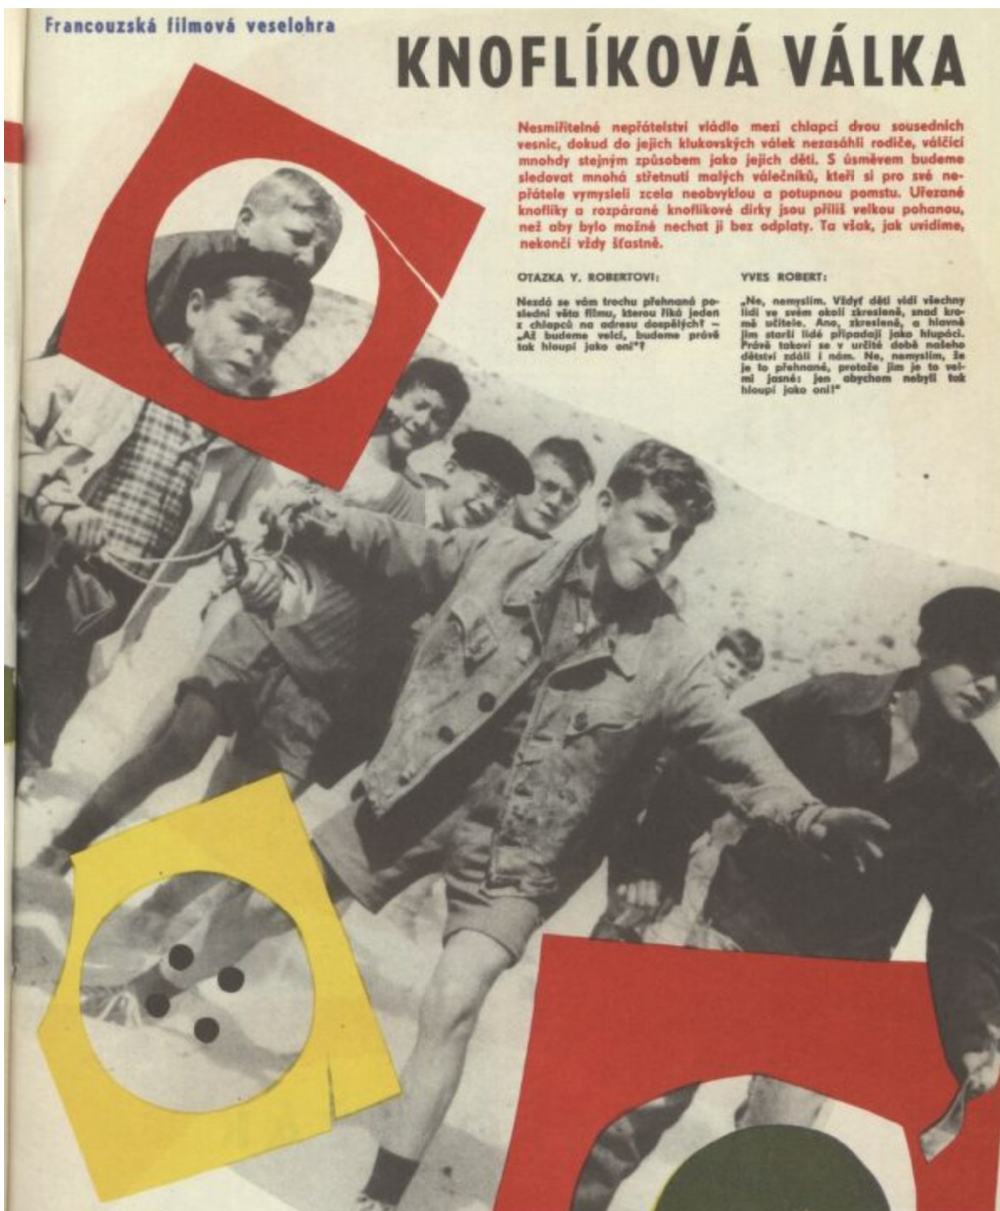 Francouzská filmová veselohra
KNOFLÍKOVÁ VÁLKA
Nesmiřitelné nepřátelství vládlo mezi chlapci dvou sousedních
vesnic, dokud do jejich klukovských válek nezasáhli rodiče, válčící
mnohdy stejným způsobem jako jejich děti. S úsměvem budeme
sledovat mnohá střetnutí malých válečníků, kteří si pro své ne-
přátele vymysleli zcela neobvyklou a potupnou pomstu. Uřezané
knoflíky a rozpárané knoflíkové dirky jsou příliš velkou pohanou,
než aby bylo možné nechat ji bez odplaty. Ta však, jak uvidíme,
nekončí vždy šťastně.
OTAZKA Y. ROBERTOVI:
Nezdá se vám trochu přehnaná po-
slední věta filmu, kterou říká jeden
z chlapců na adresu dospělých? –
„Až budeme velcí, budeme právě
tak hloupí jako oni"?
YVES ROBERT:
„Ne, nemyslím. Vždyť děti vidí všechny
lidi ve svém okolí zkresleně, snad kro-
mě učitele. Ano, zkresleně, a hlavně
jim starší lidé připadají jako hlupáci.
Právě takoví se v určité době našeho
dětství zdáli i nám. Ne, nemyslím, že
je to přehnané, protože jim je to vel-
mi jasné: jen abychom nebyli tak
hloupí jako oni!"